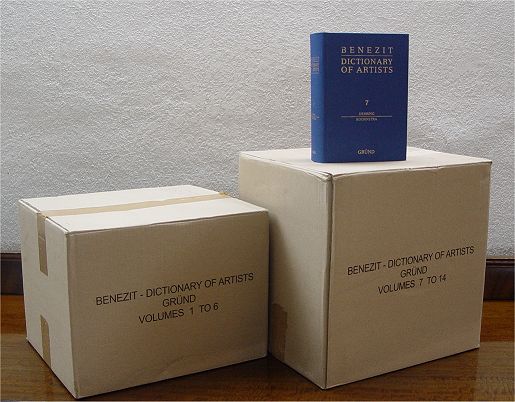 BENEZIT
DICTIONARY
OF ARTISTS
7
GRÜND
BENEZIT - DICTIONARY OF ARTISTS
GRÜND
VOLUMES 1 TO 6
BENEZIT - DICTIONARY OF ARTISTS
GRÜND
VOLUMES 7 TO 14